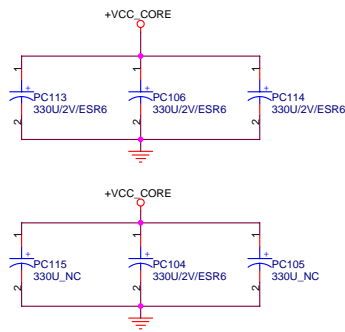 +VCC_CORE
1 1 1
+ + +
PC113 PC106 PC114
330U/2V/ESR6 330U/2V/ESR6 330U/2V/ESR6
2 2 2
+VCC_CORE
1 1 1
+ + +
PC115 PC104 PC105
330U_NC 330U/2V/ESR6 330U_NC
2 2 2